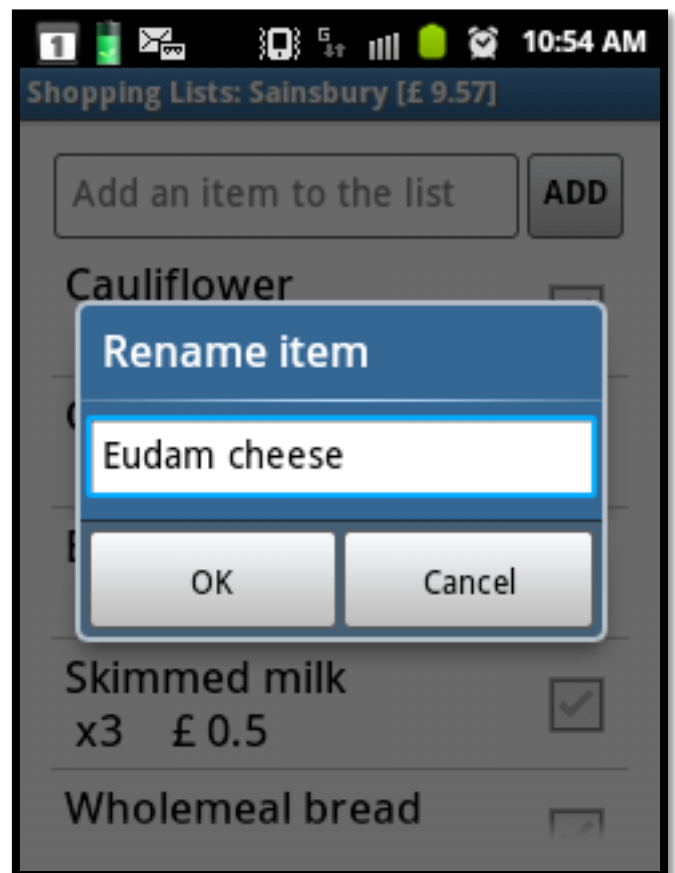 1 G 10:54 AM
Shopping Lists: Sainsbury [£ 9.57]
Add an item to the list ADD
Cauliflower
Rename item
Eudam cheese
OK Cancel
Skimmed milk
x3 £ 0.5
Wholemeal bread